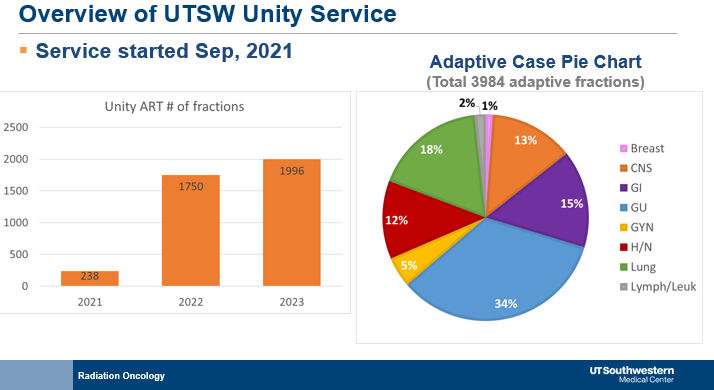 Overview of UTSW Unity Service
Service started Sep, 2021
Adaptive Case Pie Chart
(Total 3984 adaptive fractions)
Unity ART # of fractions
2500
2000
1500
1000
500
0
238
1750
1996
2021
2022
2023
2%
1%
13%
15%
34%
5%
12%
18%
Breast
CNS
GI
GU
GYN
H/N
Lung
Lymph/Leuk
Radiation Oncology
UTSouthwestern
Medical Center